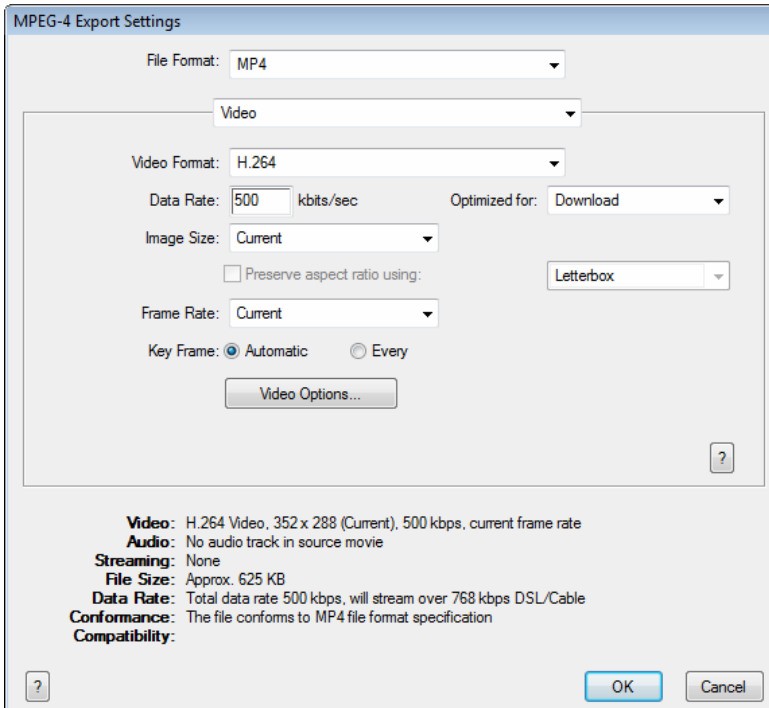 MPEG-4 Export Settings
File Format: MP4
Video
Video Format: H.264
Data Rate: 500 kbits/sec Optimized for: Download
Image Size: Current
Preserve aspect ratio using: Letterbox
Frame Rate: Current
Key Frame: Automatic Every
Video Options...
?
Video: H.264 Video, 352 x 288 (Current), 500 kbps, current frame rate
Audio: No audio track in source movie
Streaming: None
File Size: Approx. 625 KB
Data Rate: Total data rate 500 kbps, will stream over 768 kbps DSL/Cable
Conformance: The file conforms to MP4 file format specification
Compatibility:
? OK Cancel